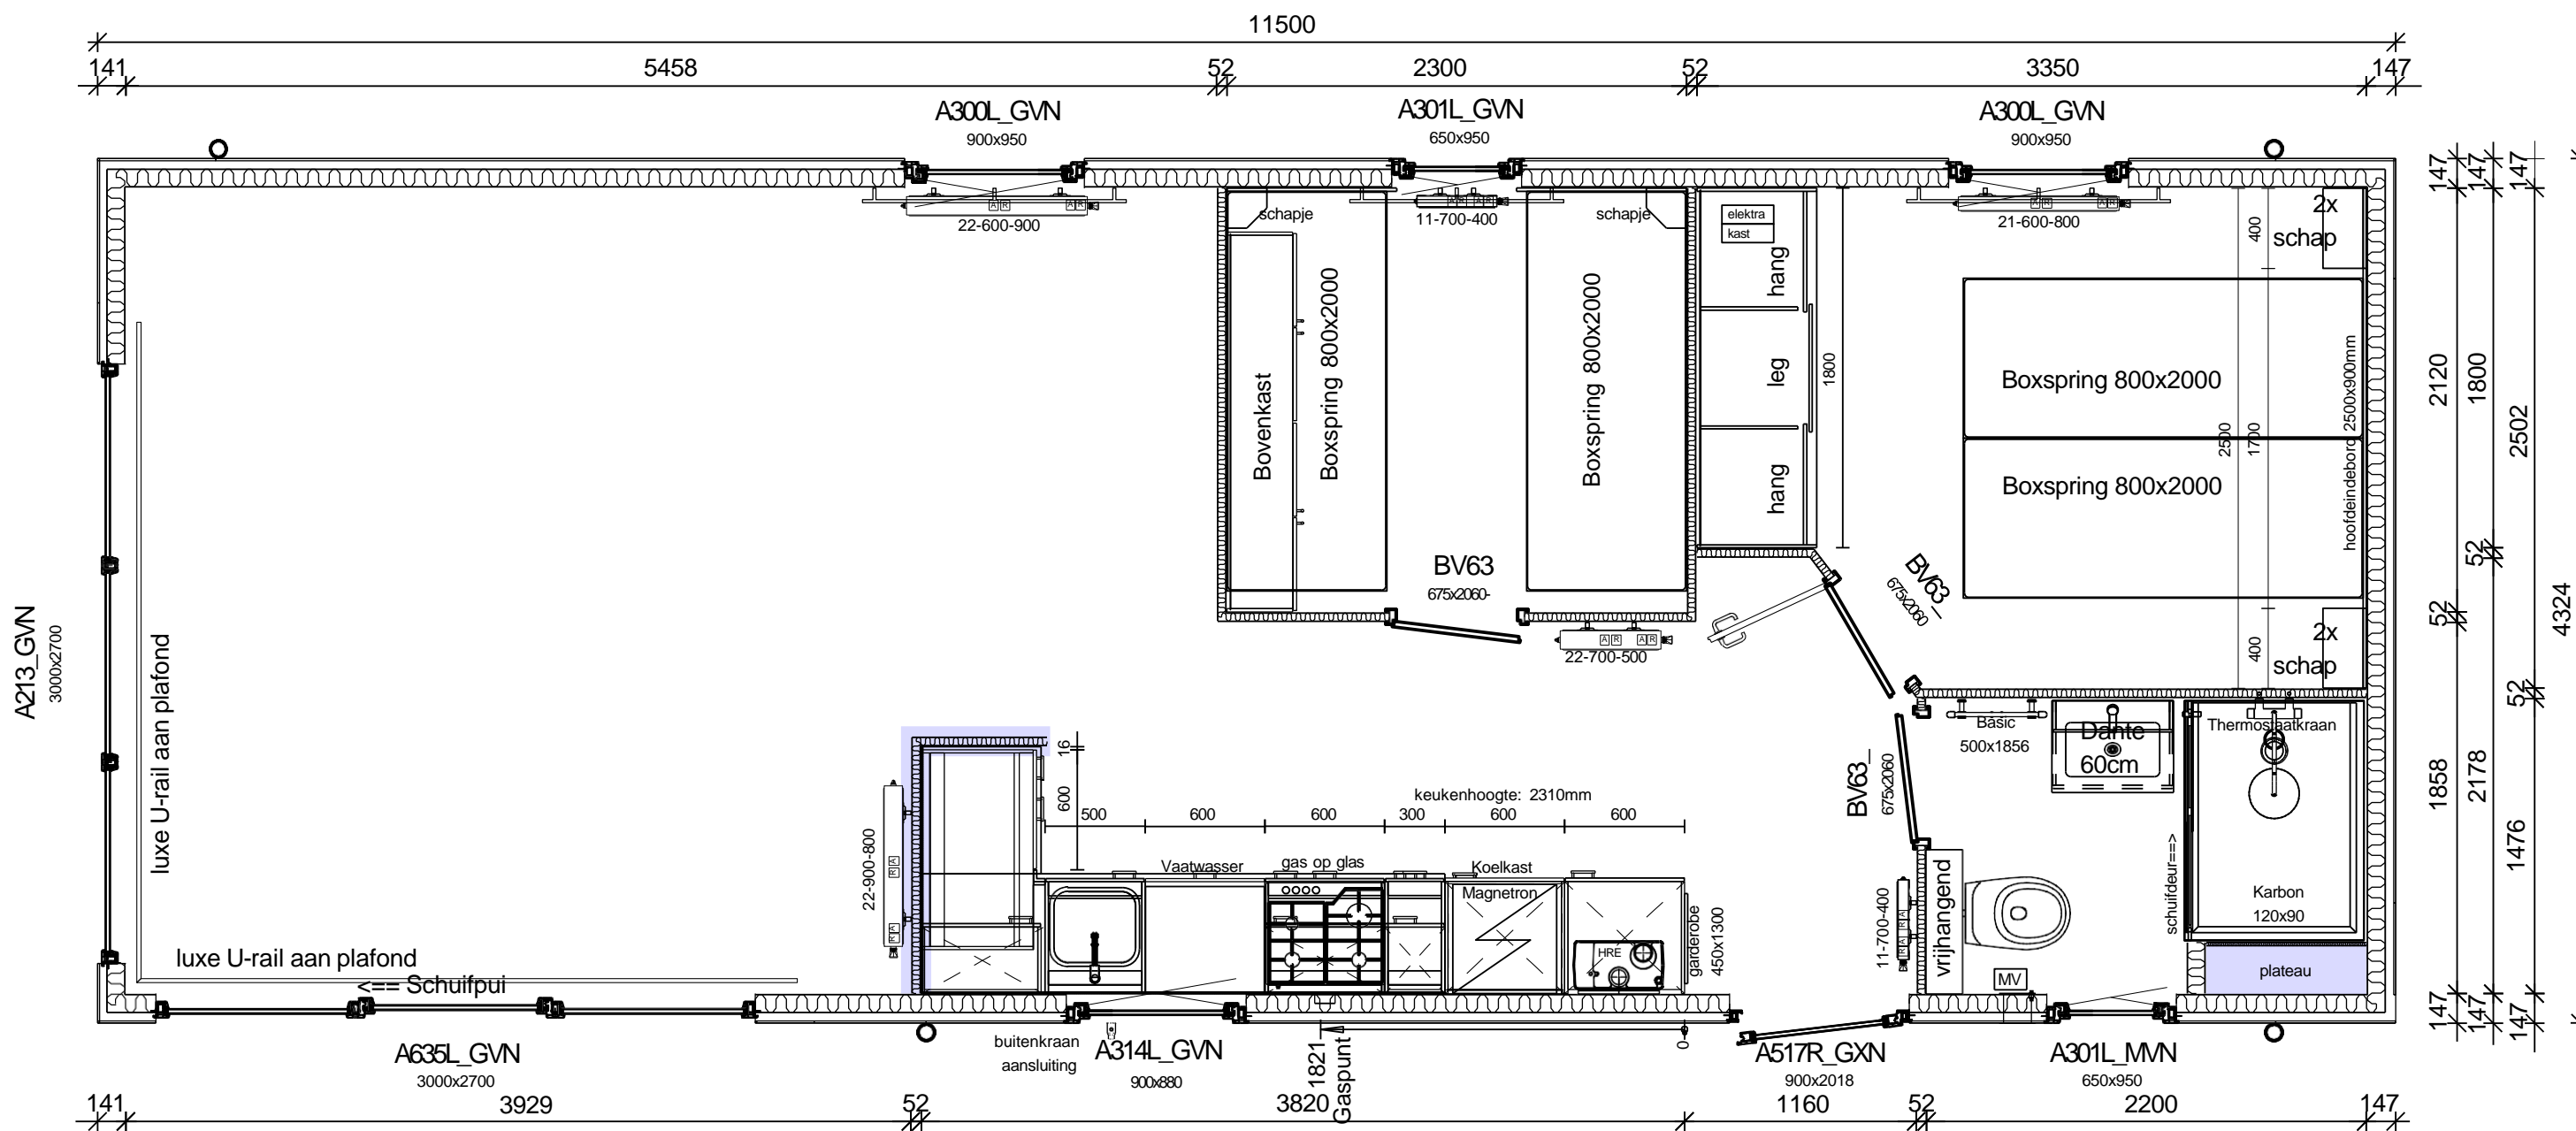 11500
141 5458 52 2300 52 3350 147
A300L_GVN
900x950
A301L_GVN
650x950
A300L_GVN
900x950
22-600-900
schapje
11-700-400
schapje
elektra
kast
hang
leg
hang
1800
21-600-800
2x
schap
400
Bovenkast
Boxspring 800x2000
Boxspring 800x2000
Boxspring 800x2000
Boxspring 800x2000
2500
1700
hoofdeindebord 2500x900mm
BV63
675x2060-
22-700-500
BV63_
675x2060
2x
schap
400
147
147
147
2120
1800
2502
52
52
52
4324
1858
2178
1476
147
147
147
A213_GVN
3000x2700
luxe U-rail aan plafond
luxe U-rail aan plafond
<== Schuifpui
22-900-800
16
600
keukenhoogte: 2310mm
500 600 600 300 600 600
Vaatwasser
gas op glas
Koelkast
Magnetron
HRE
garderobe
450x1300
BV63_
675x2060
Basic
500x1856
Dante
60cm
Thermostaatkraan
schuifdeur==>
Karbon
120x90
plateau
11-700-400
vrijhangend
MV
A635L_GVN
3000x2700
buitenkraan
aansluiting
A314L_GVN
900x880
1821
Gaspunt
0
A517R_GXN
900x2018
A301L_MVN
650x950
141 3929 52 3820 1160 52 2200 147